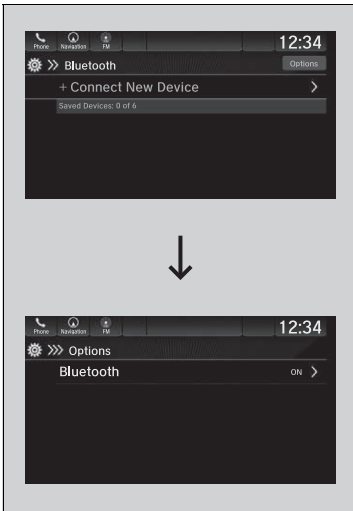 Phone Navigation FM 12:34
Bluetooth Options
+ Connect New Device
Saved Devices: 0 of 6
Phone Navigation FM 12:34
Options
Bluetooth ON